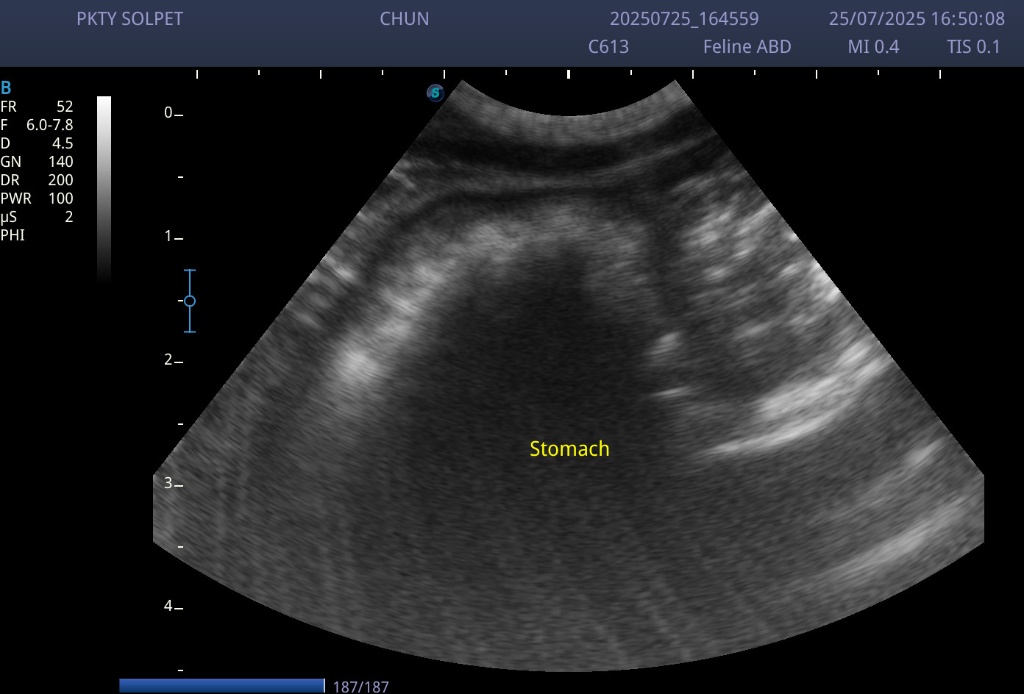 PKTY SOLPET CHUN 20250725_164559 25/07/2025 16:50:08
C613 Feline ABD MI 0.4 TIS 0.1
B
FR 52
F 6.0-7.8
D 4.5
GN 140
DR 200
PWR 100
µS 2
PHI
S
0
1
2
3
4
Stomach
187/187